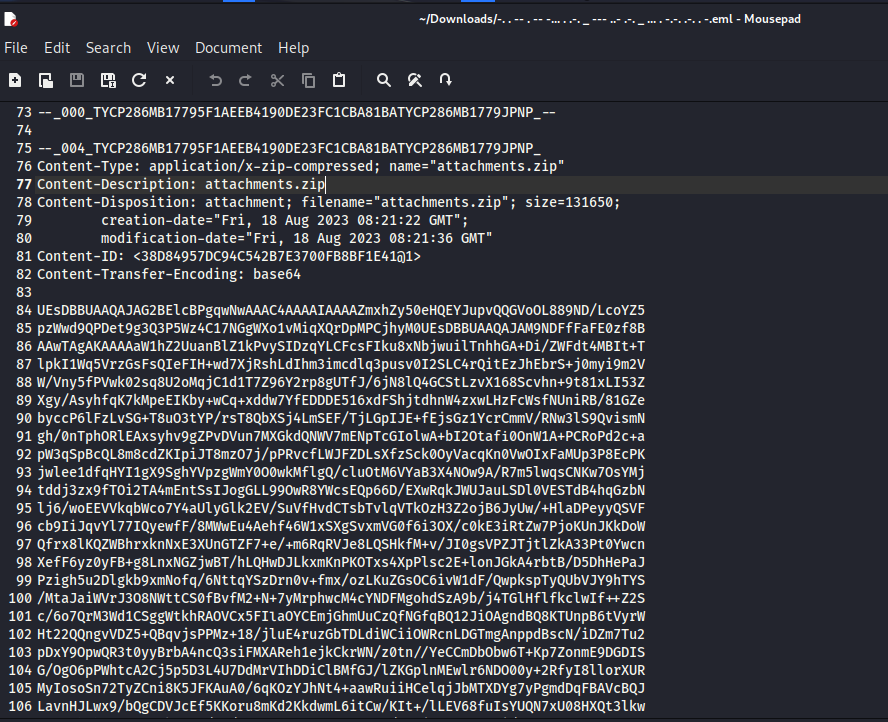 ~/Downloads/-. . -- . -- -... . .-. _ --- ..- .-. _ ... . -.-. .-. . -.eml - Mousepad
File Edit Search View Document Help
73 --_000_TYCP286MB17795F1AEEB4190DE23FC1CBA81BATYCP286MB1779JPNP_--
74
75 --_004_TYCP286MB17795F1AEEB4190DE23FC1CBA81BATYCP286MB1779JPNP_
76 Content-Type: application/x-zip-compressed; name="attachments.zip"
77 Content-Description: attachments.zip
78 Content-Disposition: attachment; filename="attachments.zip"; size=131650;
79 creation-date="Fri, 18 Aug 2023 08:21:22 GMT";
80 modification-date="Fri, 18 Aug 2023 08:21:36 GMT"
81 Content-ID: <38D84957DC94C542B7E3700FB8BF1E41@1>
82 Content-Transfer-Encoding: base64
83
84 UEsDBBUAAQAJAG2BElcBPgqwNwAAAC4AAAAIAAAAZmxhZy50eHQEYJupvQQGVoOL889ND/LcoYZ5
85 pzWwd9QPDet9g3Q3P5Wz4C17NGgWXo1vMiqXQrDpMPCjhyM0UEsDBBUAAQAJAM9NDFfFaFE0zf8B
86 AAwTAgAKAAAAaW1hZ2UuanBlZ1kPvySIDzqYLCFcsFIku8xNbjwuilTnhhGA+Di/ZWFdt4MBIt+T
87 lpkI1Wq5VrzGsFsQIeFIH+wd7XjRshLdIhm3imcdlq3pusv0I2SLC4rQitEzJhEbrS+j0myi9m2V
88 W/Vny5fPVwk02sq8U2oMqjC1d1T7Z96Y2rp8gUTfJ/6jN8lQ4GCStLzvX168Scvhn+9t81xLI53Z
89 Xgy/AsyhfqK7kMpeEIKby+wCq+xddw7YfEDDDE516xdFShjtdhnW4zxwLHzFcWsfNUniRB/81GZe
90 byccP6lFzLvSG+T8uO3tYP/rsT8QbXSj4LmSEF/TjLGpIJE+fEjsGz1YcrCmmV/RNw3lS9QvismN
91 gh/0nTphORlEAxsyhv9gZPvDVun7MXGkdQNWV7mENpTcGIolwA+bI2Otafi0OnW1A+PCRoPd2c+a
92 pW3qSpBcQL8m8cdZKIpiJT8mzO7j/pPRvcfLWJFZDLsXfzSck0OyVacqKn0VwOIxFaMUp3P8EcPK
93 jwlee1dfqHYI1gX9SghYVpzgWmY0O0wkMflgQ/cluOtM6VYaB3X4NOw9A/R7m5lwqsCNKw7OsYMj
94 tddj3zx9fTOi2TA4mEntSsIJogGLL99OwR8YWcsEQp66D/EXwRqkJWUJauLSDl0VESTdB4hqGzbN
95 lj6/woEEVVkqbWco7Y4aUlyGlk2EV/SuVfHvdCTsbTvlqVTkOzH3Z2ojB6JyUw/+HlaDPeyyQSVF
96 cb9IiJqvYl77IQyewfF/8MWwEu4Aehf46W1xSXgSvxmVG0f6i3OX/c0kE3iRtZw7PjoKUnJKkDoW
97 Qfrx8lKQZWBhrxknNxE3XUnGTZF7+e/+m6RqRVJe8LQSHkfM+v/JI0gsVPZJTjtlZkA33Pt0Ywcn
98 XefF6yz0yFB+g8LnxNGZjwBT/hLQHwDJLkxmKnPKOTxs4XpPlsc2E+lonJGkA4rbtB/D5DhHePaJ
99 Pzigh5u2Dlgkb9xmNofq/6NttqYSzDrn0v+fmx/ozLKuZGsOC6ivW1dF/QwpkspTyQUbVJY9hTYS
100 /MtaJaiWVrJ3O8NWttCS0fBvfM2+N+7yMrphwcM4cYNDFMgohdSzA9b/j4TGlHflfkclwIf++Z2S
101 c/6o7QrM3Wd1CSggWtkhRAOVCx5FIlaOYCEmjGhmUuCzQfNGfqBQ12JiOAgndBQ8KTUnpB6tVyrW
102 Ht22QQngvVDZ5+QBqvjsPPMz+18/jluE4ruzGbTDLdiWCiiOWRcnLDGTmgAnppdBscN/iDZm7Tu2
103 pDxY9OpwQR3t0yyBrbA4ncQ3siFMXAReh1ejkCkrWN/z0tn//YeCCmDbObw6T+Kp7ZonmE9DGDIS
104 G/OgO6pPWhtcA2Cj5p5D3L4U7DdMrVIhDDiClBMfGJ/lZKGplnMEwlr6NDO00y+2RfyI8llorXUR
105 MyIosoSn72TyZCni8K5JFKAuA0/6qKOzYJhNt4+aawRuiiHCelqjJbMTXDYg7yPgmdDqFBAVcBQJ
106 LavnHJLwx9/bQgCDVJcEf5KKoru8mKd2KkdwmL6itCw/KIt+/lLEV68fuIsYUQN7xU08HXQt3lkw